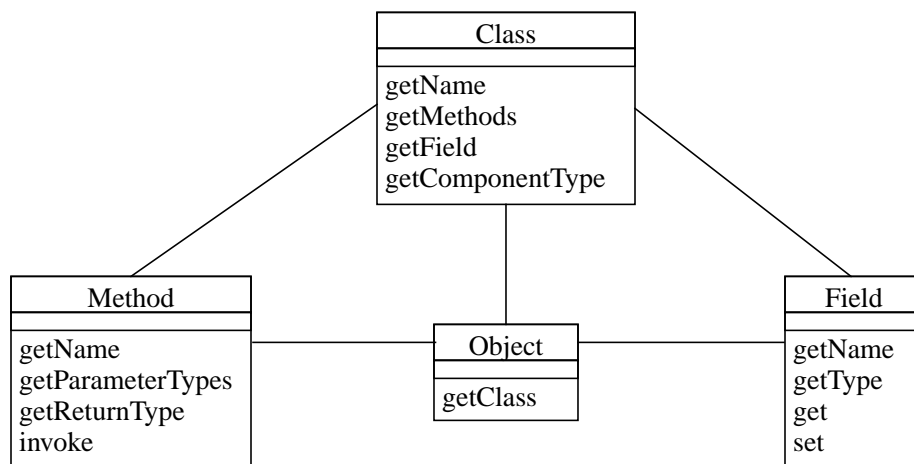 Class
getName
getMethods
getField
getComponentType
Method
getName
getParameterTypes
getReturnType
invoke
Object
getClass
Field
getName
getType
get
set